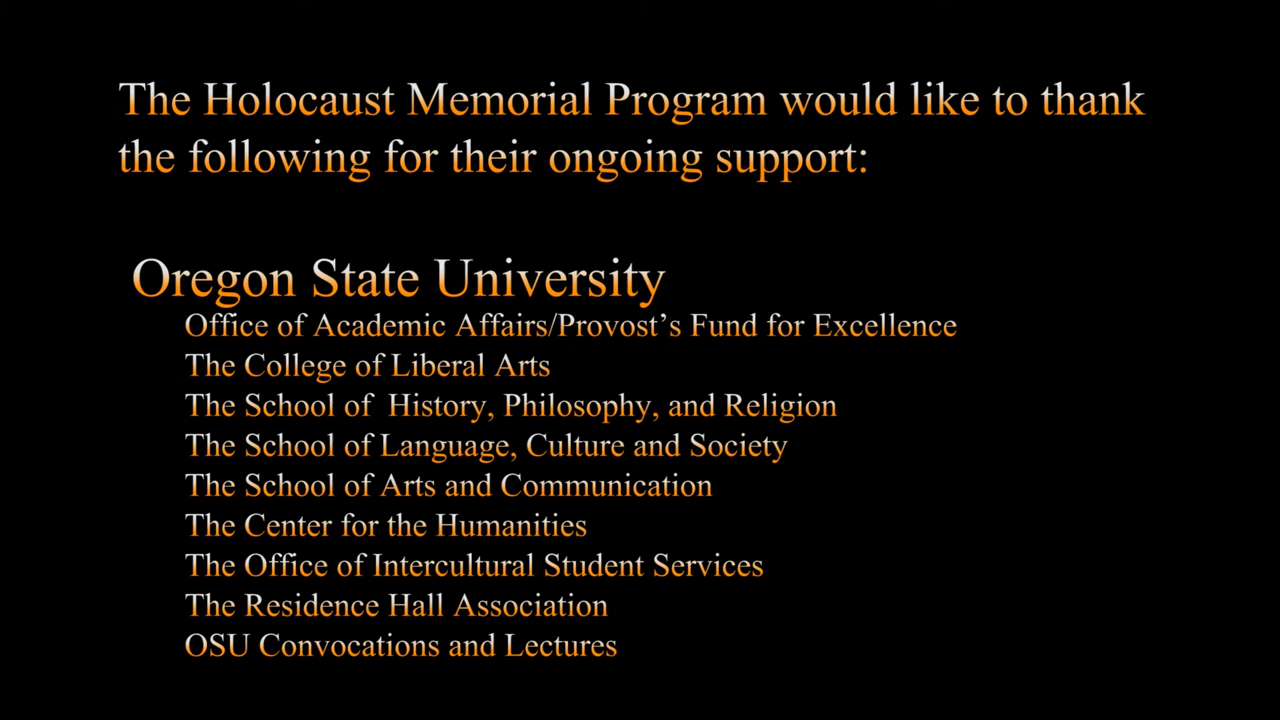 The Holocaust Memorial Program would like to thank
the following for their ongoing support:
Oregon State University
Office of Academic Affairs/Provost’s Fund for Excellence
The College of Liberal Arts
The School of  History, Philosophy, and Religion
The School of Language, Culture and Society
The School of Arts and Communication
The Center for the Humanities
The Office of Intercultural Student Services
The Residence Hall Association
OSU Convocations and Lectures